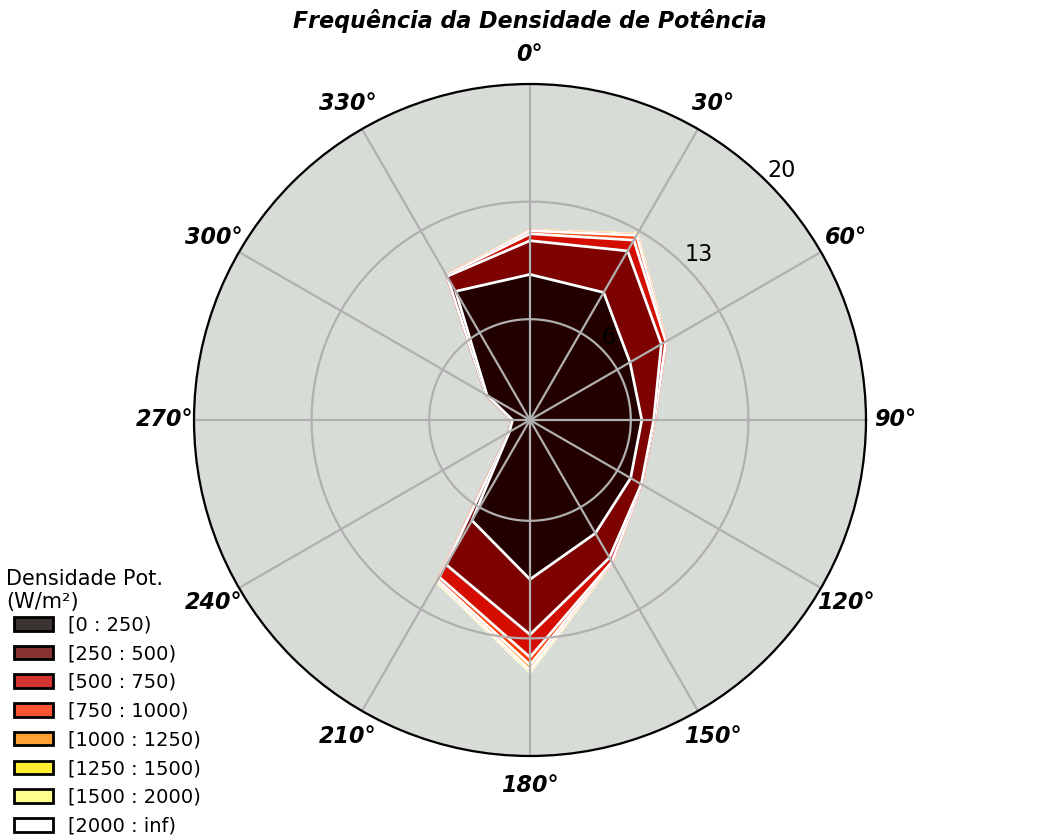 Frequência da Densidade de Potência
0°
330°
30°
20
300°
60°
13
6
270°
90°
Densidade Pot.
(W/m²)
240°
120°
[0 : 250)
[250 : 500)
[500 : 750)
[750 : 1000)
210°
150°
[1000 : 1250)
[1250 : 1500)
180°
[1500 : 2000)
[2000 : inf)